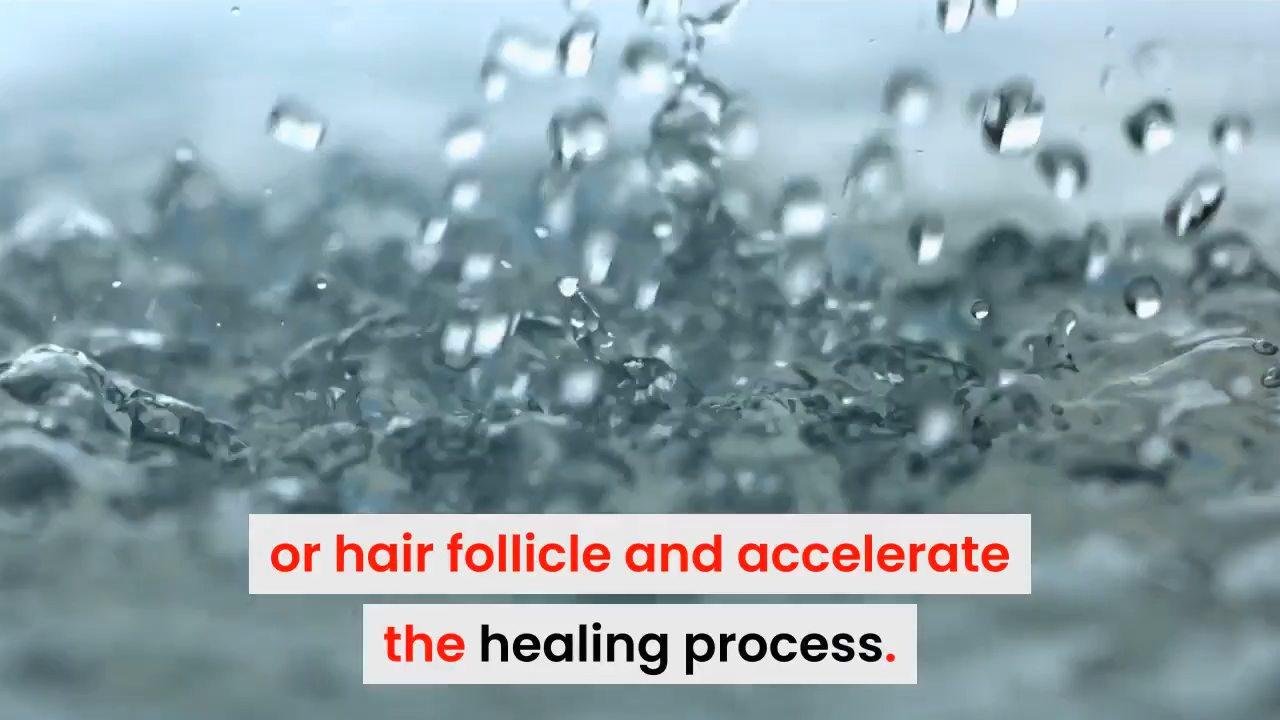 or hair follicle and accelerate
the healing process.